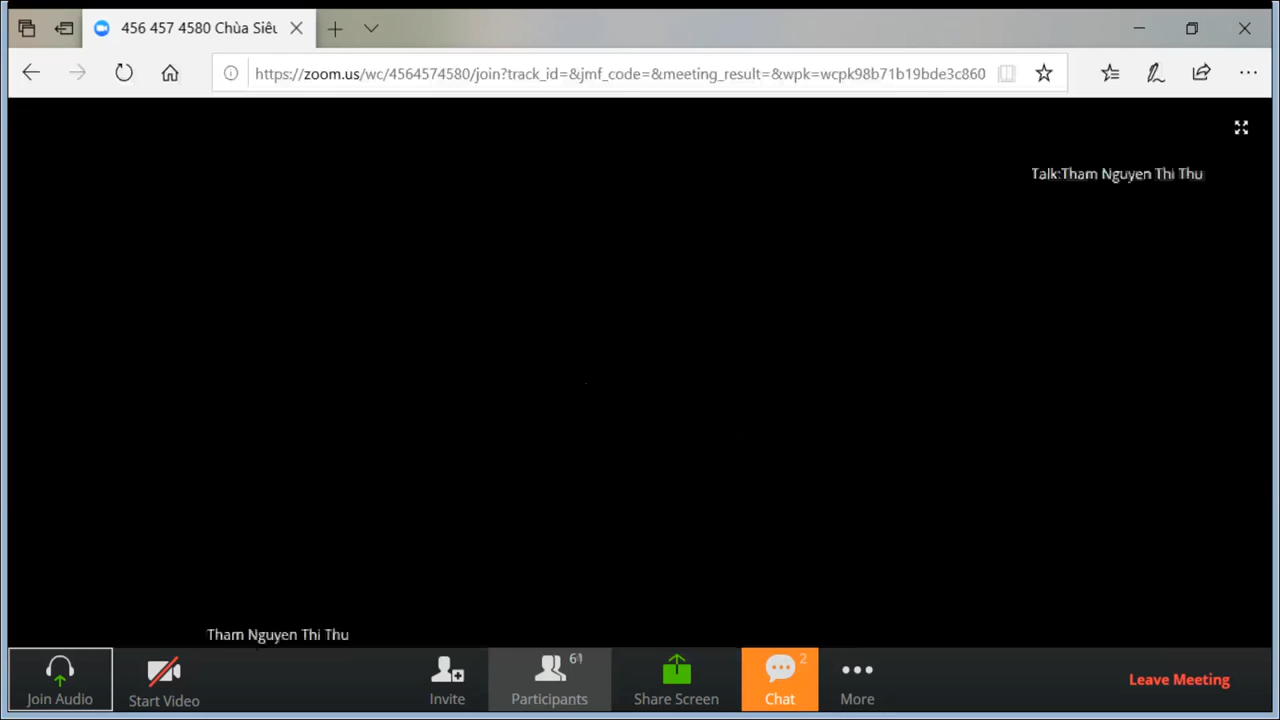 456 457 4580 Chùa Siêu
https://zoom.us/wc/4564574580/join?track_id=&jmf_code=&meeting_result=&wpk=wcpk98b71b19bde3c860
Talk:Tham Nguyen Thi Thu
Tham Nguyen Thi Thu
Join Audio
Start Video
Invite
61
Participants
Share Screen
2
Chat
More
Leave Meeting